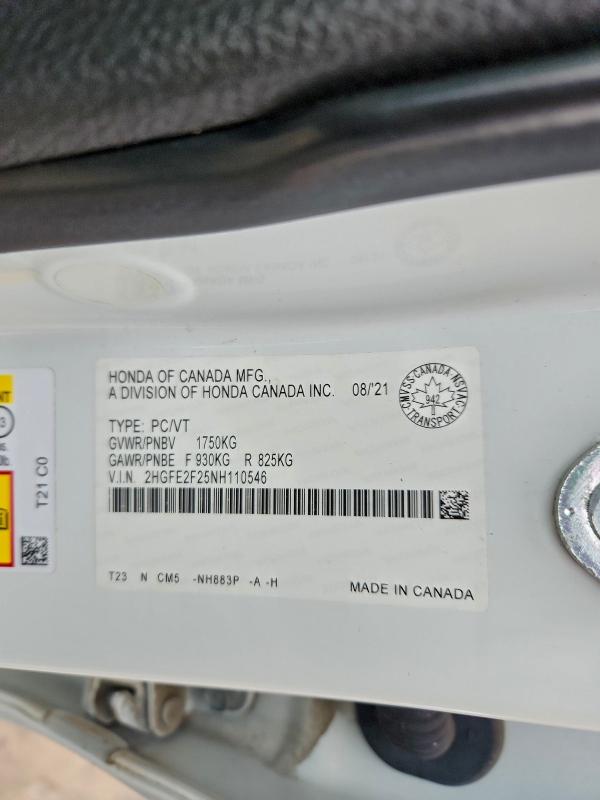 HONDA OF CANADA MFG.,
A DIVISION OF HONDA CANADA INC. 08/'21
CMVSS CANADA NSVAC
942
TRANSPORT
TYPE: PC/VT
GVWR/PNBV 1750KG
GAWR/PNBE F 930KG R 825KG
V.I.N. 2HGFE2F25NH110546
T23 N CM5 -NH883P -A -H
MADE IN CANADA
T21 C0